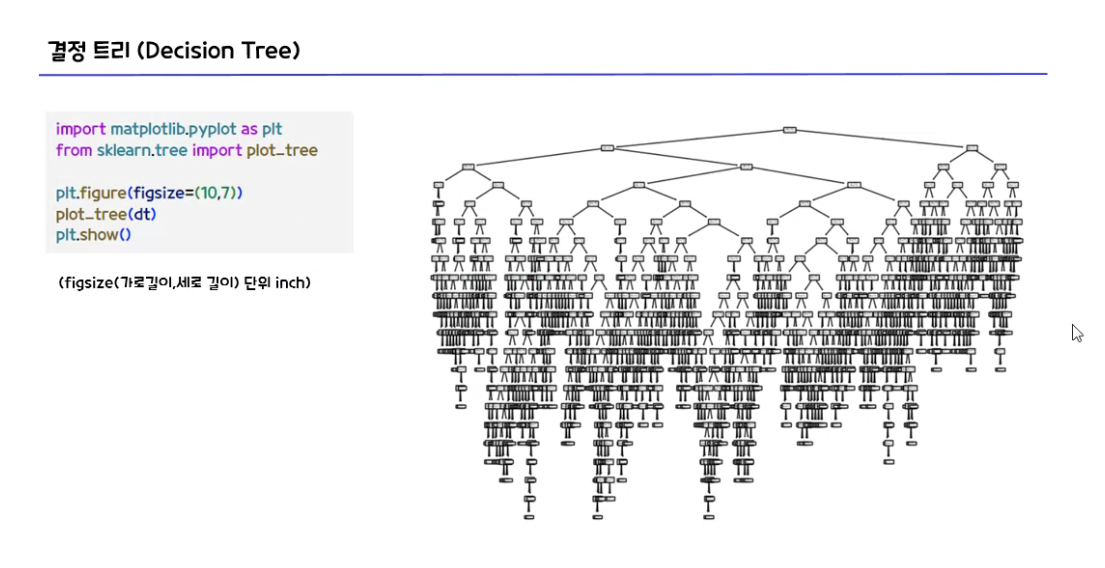 결정 트리 (Decision Tree)
import matplotlib.pyplot as plt
from sklearn.tree import plot_tree
plt.figure(figsize=(10,7))
plot_tree(dt)
plt.show()
(figsize(가로길이,세로 길이) 단위 inch)